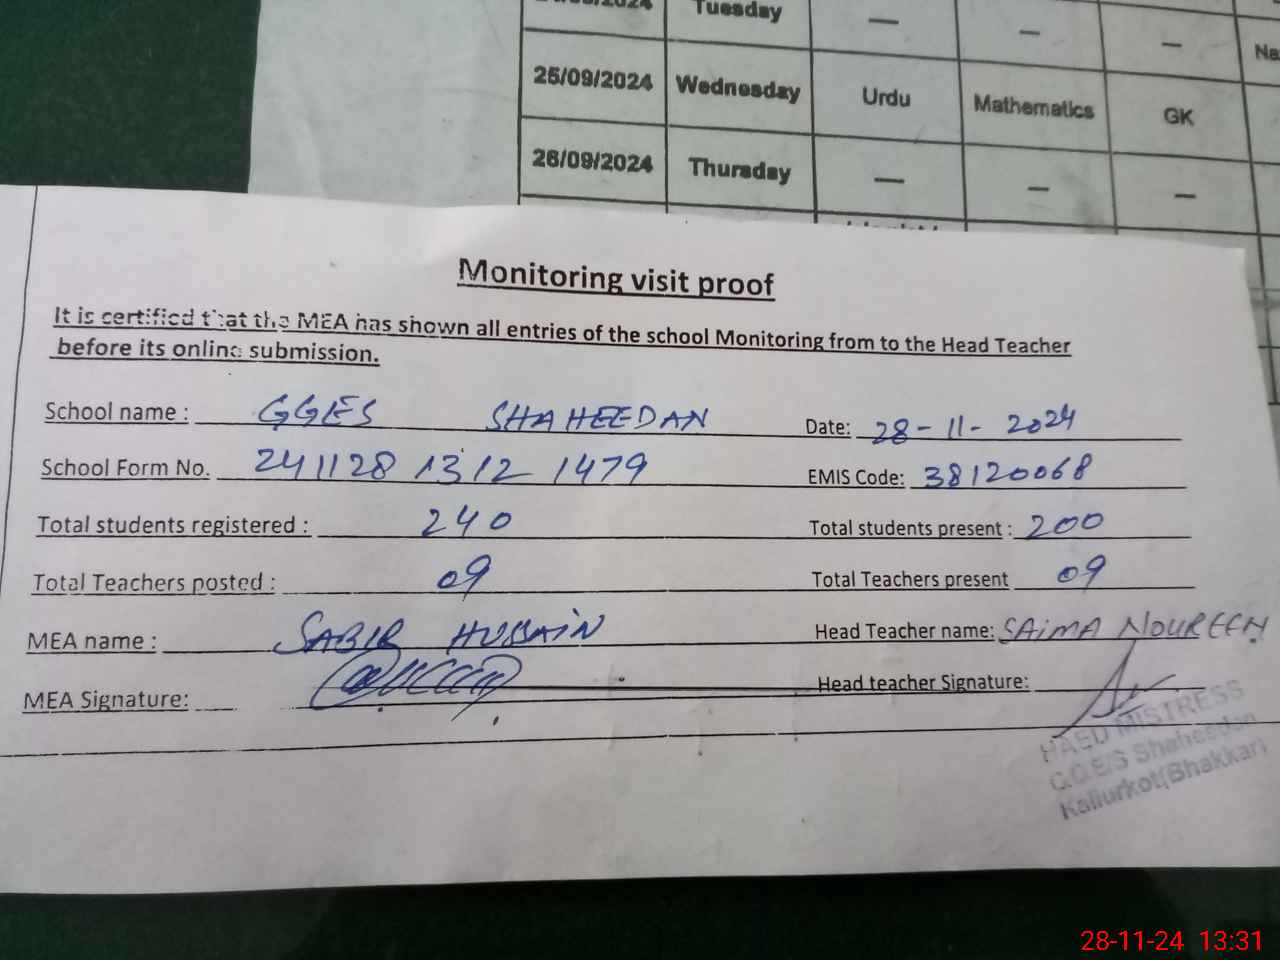 Tuesday — — — Na
25/09/2024 Wednesday Urdu Mathematics GK
26/09/2024 Thursday — — —
Monitoring visit proof
It is certified that the MEA has shown all entries of the school Monitoring from to the Head Teacher
before its online submission.
School name : GGES SHAHEEDAN Date: 28-11-2024
School Form No. 241128 1312 1479 EMIS Code: 38120068
Total students registered : 240 Total students present : 200
Total Teachers posted : 09 Total Teachers present 09
MEA name : SABIR HUSSAIN Head Teacher name: SAIMA NOUREEN
MEA Signature: Head teacher Signature:
HAED MISTRESS
G.G.E/S Shaheedan
Kallurkot(Bhakkar)
28-11-24 13:31